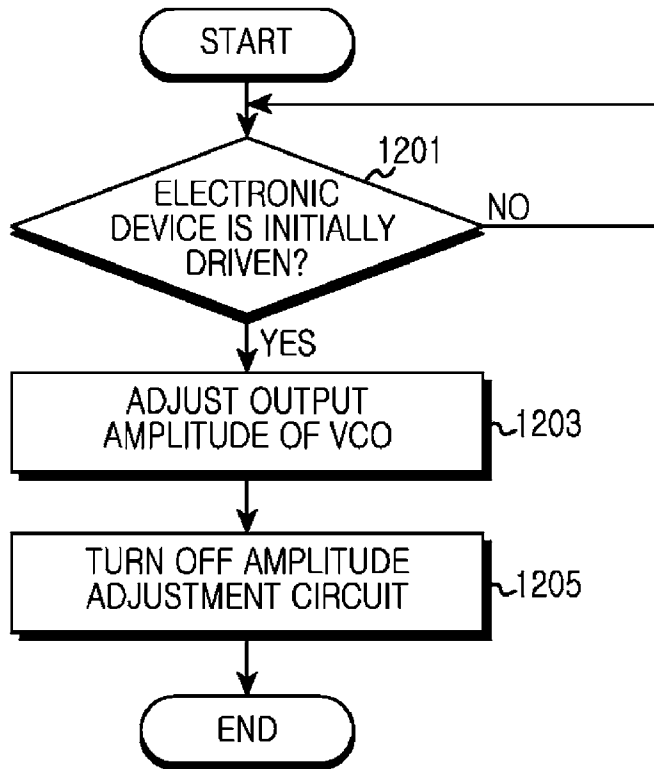 START
1201
ELECTRONIC
DEVICE IS INITIALLY
DRIVEN?
NO
YES
ADJUST OUTPUT
AMPLITUDE OF VCO
1203
TURN OFF AMPLITUDE
ADJUSTMENT CIRCUIT
1205
END